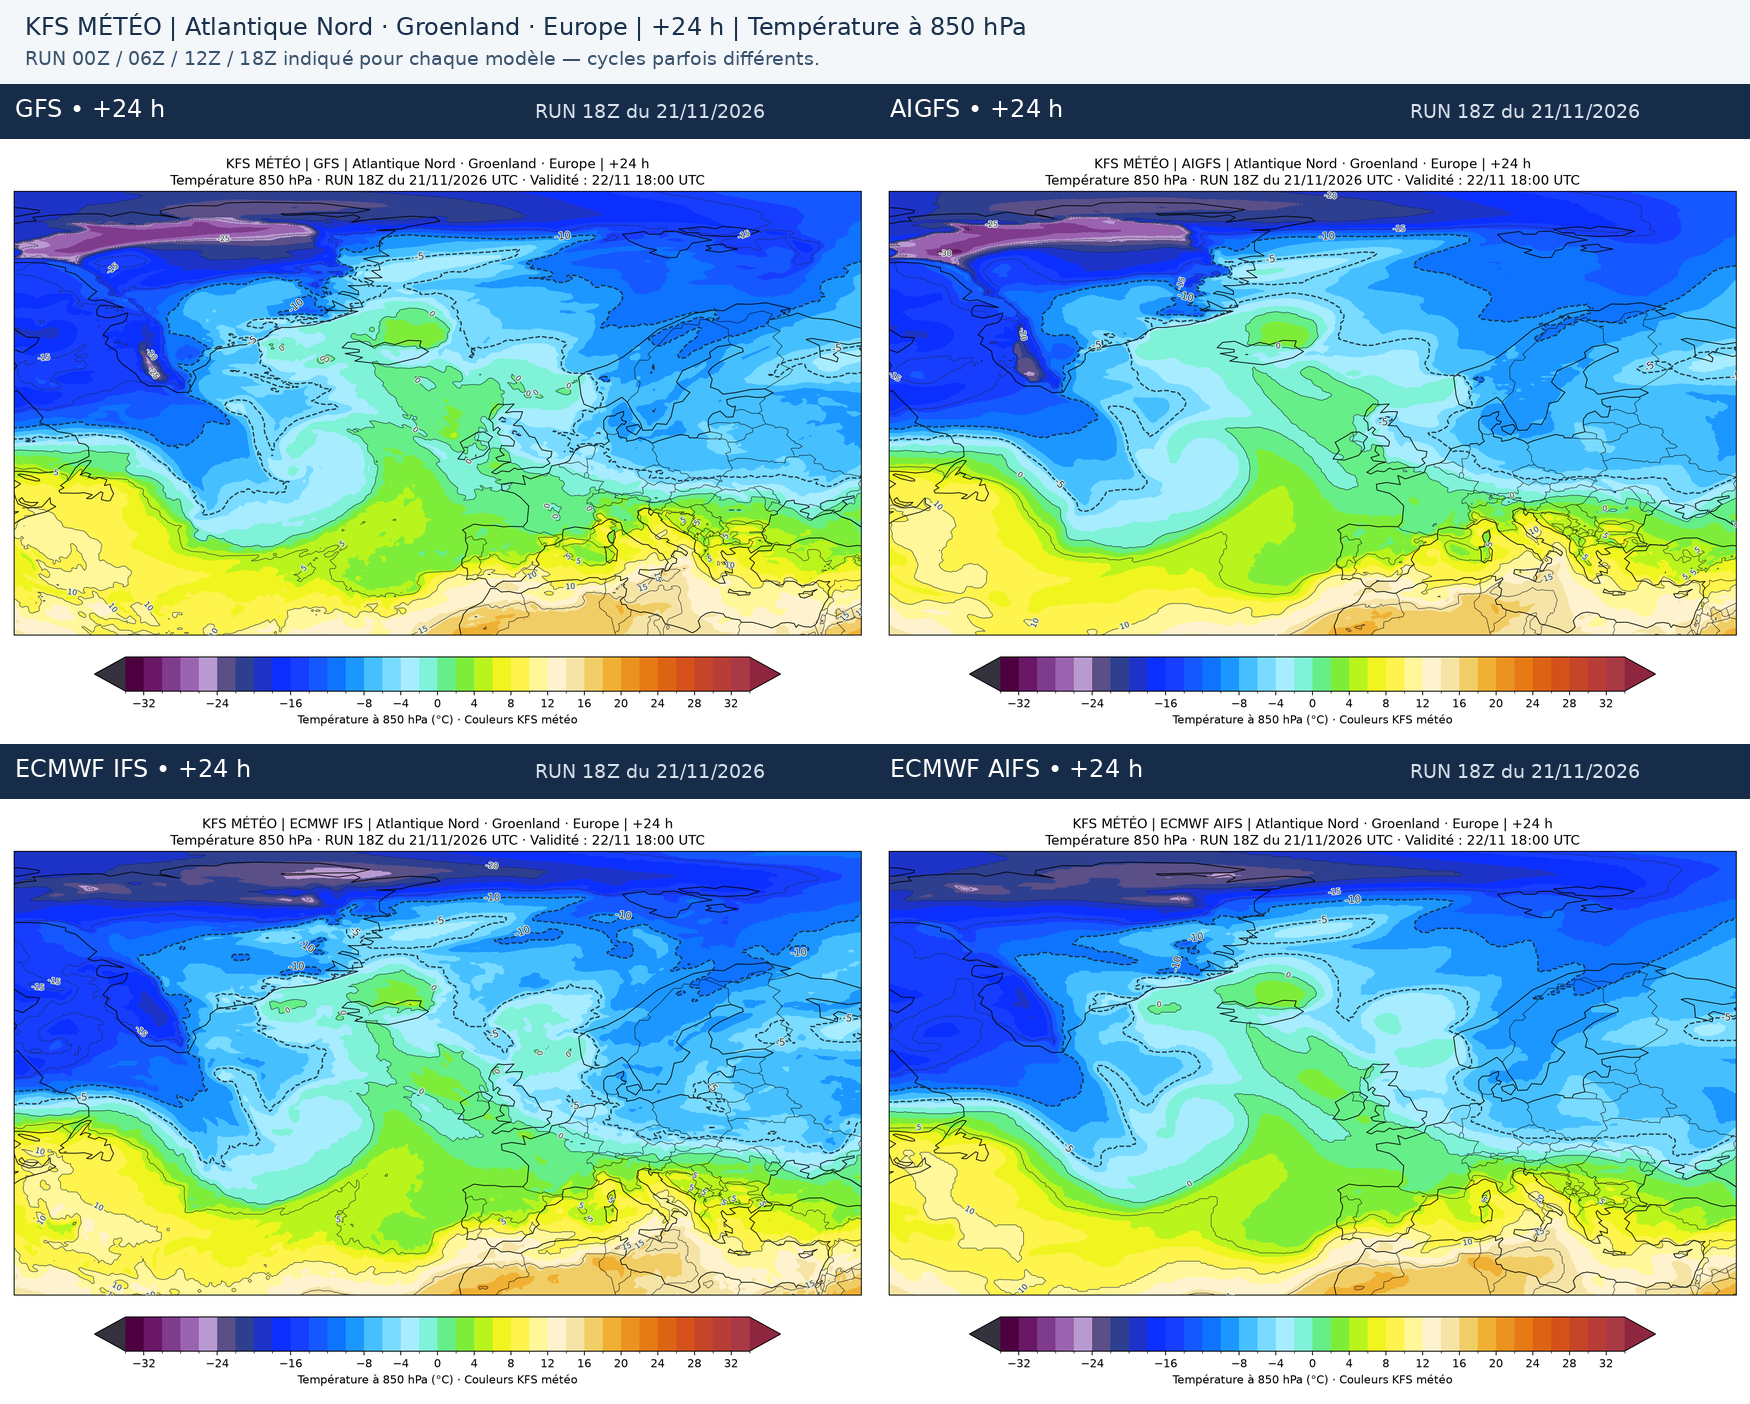 KFS MÉTÉO | Atlantique Nord · Groenland · Europe | +24 h | Température à 850 hPa
RUN 00Z / 06Z / 12Z / 18Z indiqué pour chaque modèle — cycles parfois différents.
GFS • +24 h
RUN 18Z du 21/11/2026
KFS MÉTÉO | GFS | Atlantique Nord · Groenland · Europe | +24 h
Température 850 hPa · RUN 18Z du 21/11/2026 UTC · Validité : 22/11 18:00 UTC
−32 −24 −16 −8 −4 0 4 8 12 16 20 24 28 32
Température à 850 hPa (°C) · Couleurs KFS météo
AIGFS • +24 h
RUN 18Z du 21/11/2026
KFS MÉTÉO | AIGFS | Atlantique Nord · Groenland · Europe | +24 h
Température 850 hPa · RUN 18Z du 21/11/2026 UTC · Validité : 22/11 18:00 UTC
−32 −24 −16 −8 −4 0 4 8 12 16 20 24 28 32
Température à 850 hPa (°C) · Couleurs KFS météo
ECMWF IFS • +24 h
RUN 18Z du 21/11/2026
KFS MÉTÉO | ECMWF IFS | Atlantique Nord · Groenland · Europe | +24 h
Température 850 hPa · RUN 18Z du 21/11/2026 UTC · Validité : 22/11 18:00 UTC
−32 −24 −16 −8 −4 0 4 8 12 16 20 24 28 32
Température à 850 hPa (°C) · Couleurs KFS météo
ECMWF AIFS • +24 h
RUN 18Z du 21/11/2026
KFS MÉTÉO | ECMWF AIFS | Atlantique Nord · Groenland · Europe | +24 h
Température 850 hPa · RUN 18Z du 21/11/2026 UTC · Validité : 22/11 18:00 UTC
−32 −24 −16 −8 −4 0 4 8 12 16 20 24 28 32
Température à 850 hPa (°C) · Couleurs KFS météo